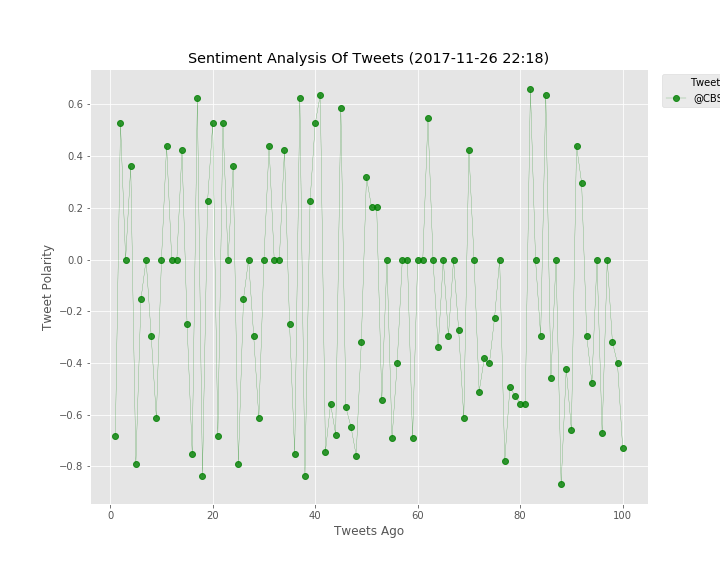 Sentiment Analysis Of Tweets (2017-11-26 22:18)
Tweet
@CBS
0.6
0.4
0.2
0.0
−0.2
−0.4
−0.6
−0.8
Tweet Polarity
0 20 40 60 80 100
Tweets Ago